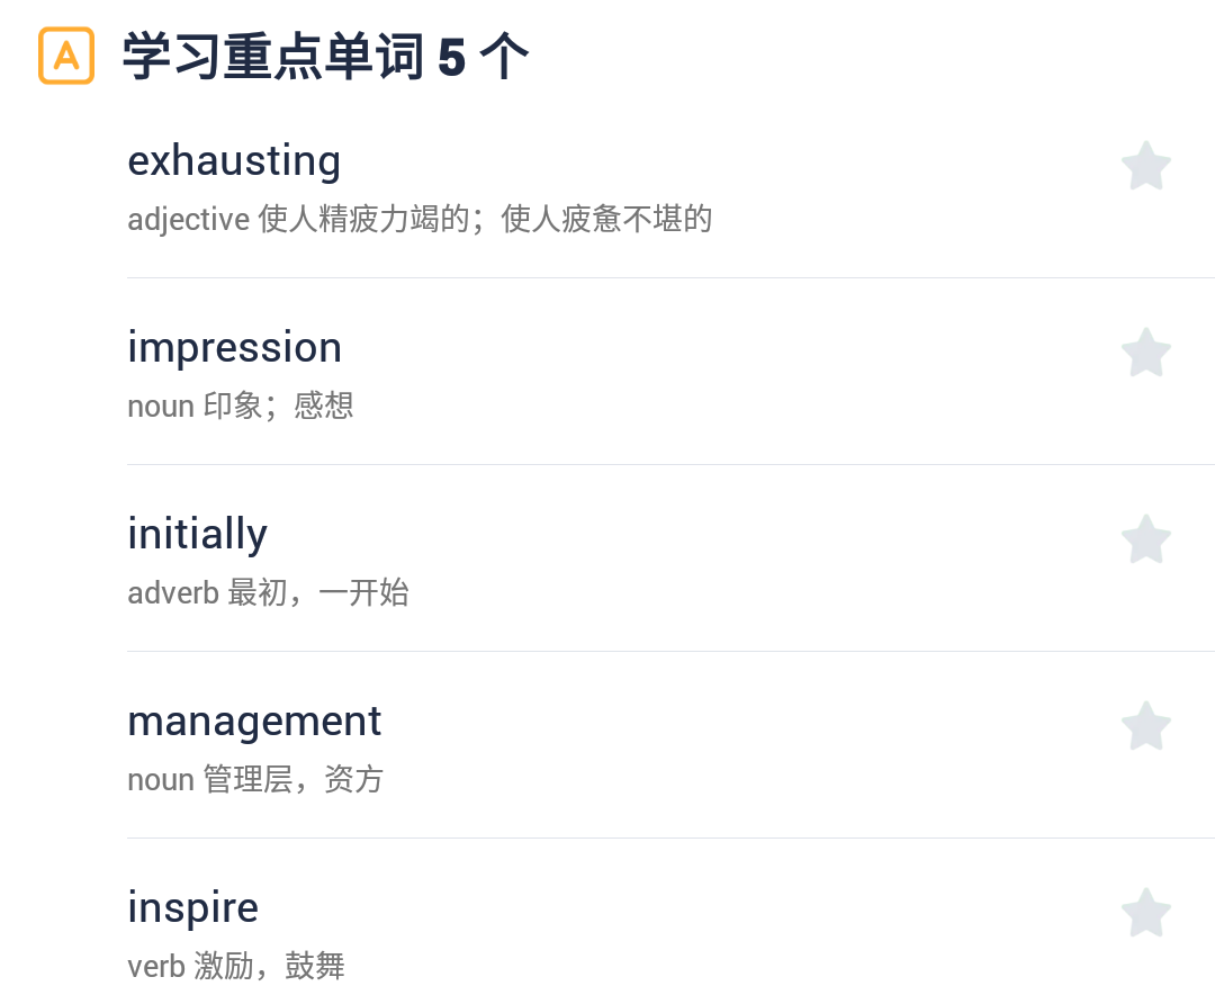 A 学习重点单词 5 个
exhausting
adjective 使人精疲力竭的；使人疲惫不堪的
impression
noun 印象；感想
initially
adverb 最初，一开始
management
noun 管理层，资方
inspire
verb 激励，鼓舞